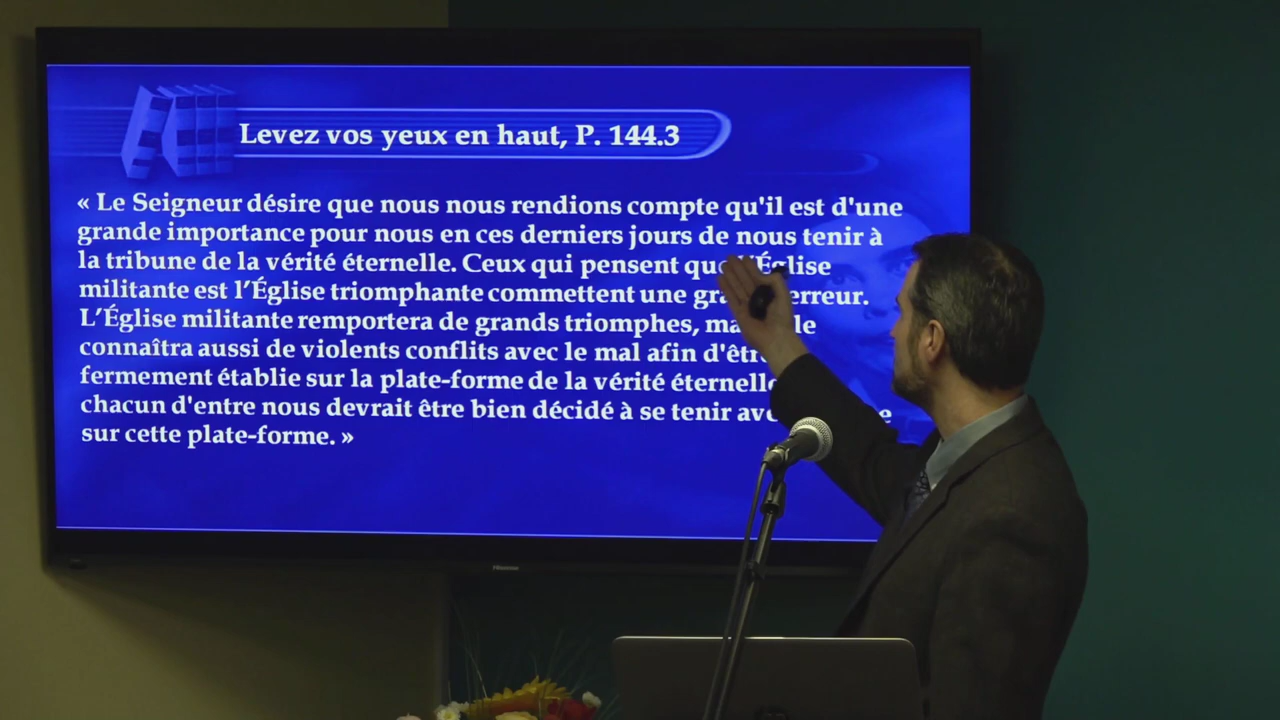 Levez vos yeux en haut, P. 144.3
« Le Seigneur désire que nous nous rendions compte qu'il est d'une
grande importance pour nous en ces derniers jours de nous tenir à
la tribune de la vérité éternelle. Ceux qui pensent que l'Église
militante est l’Église triomphante commettent une erreur.
L’Église militante remportera de grands triomphes,
connaîtra aussi de violents conflits avec le mal afin
fermement établie sur la plate-forme de la vérité
chacun d'entre nous devrait être bien décidé à se tenir
sur cette plate-forme. »
Hisense